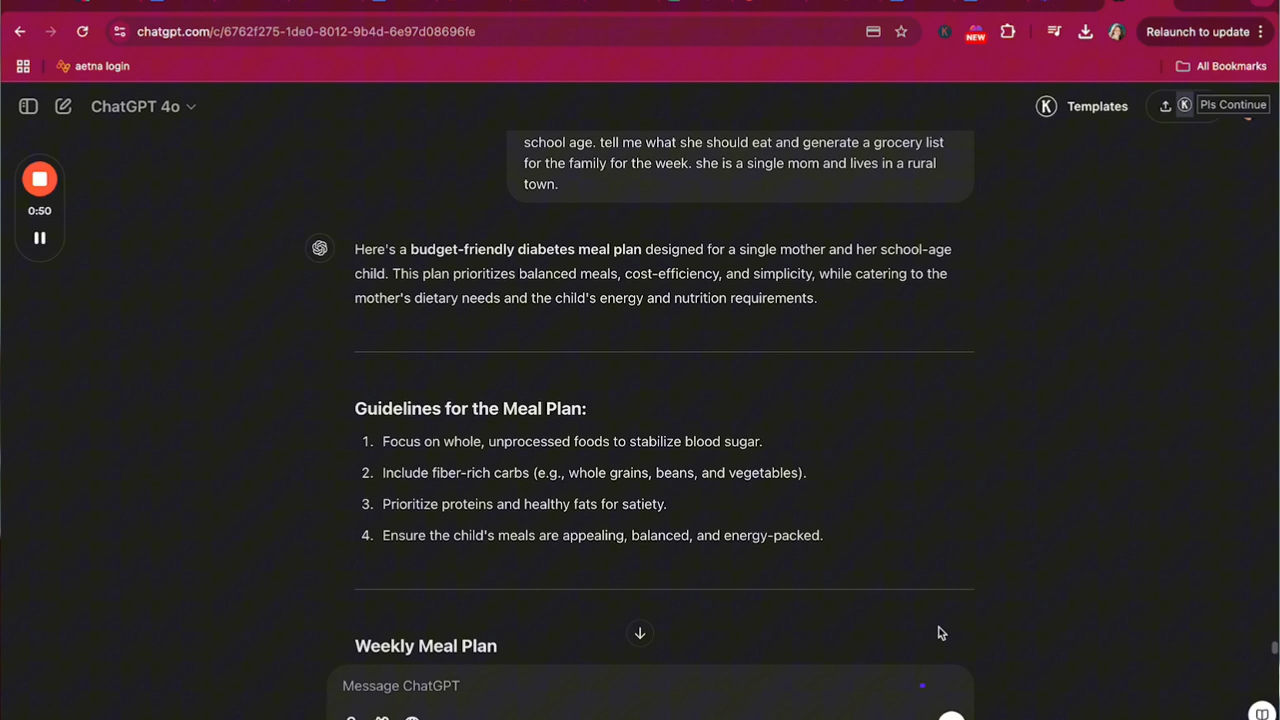 chatgpt.com/c/6762f275-1de0-8012-9b4d-6e97d08696fe
NEW
Relaunch to update
aetna login
All Bookmarks
ChatGPT 4o
K
Templates
K
Pls Continue
school age. tell me what she should eat and generate a grocery list
for the family for the week. she is a single mom and lives in a rural
town.
0:50
Here's a budget-friendly diabetes meal plan designed for a single mother and her school-age
child. This plan prioritizes balanced meals, cost-efficiency, and simplicity, while catering to the
mother's dietary needs and the child's energy and nutrition requirements.
Guidelines for the Meal Plan:
1. Focus on whole, unprocessed foods to stabilize blood sugar.
2. Include fiber-rich carbs (e.g., whole grains, beans, and vegetables).
3. Prioritize proteins and healthy fats for satiety.
4. Ensure the child's meals are appealing, balanced, and energy-packed.
Weekly Meal Plan
Message ChatGPT